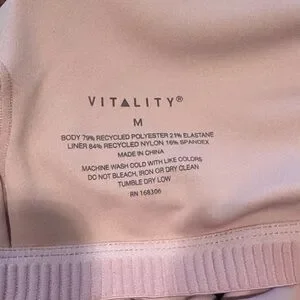 VITALITY®
M
BODY 79% RECYCLED POLYESTER 21% ELASTANE
LINER 84% RECYCLED NYLON 16% SPANDEX
MADE IN CHINA
MACHINE WASH COLD WITH LIKE COLORS
DO NOT BLEACH, IRON OR DRY CLEAN
TUMBLE DRY LOW
RN 168306